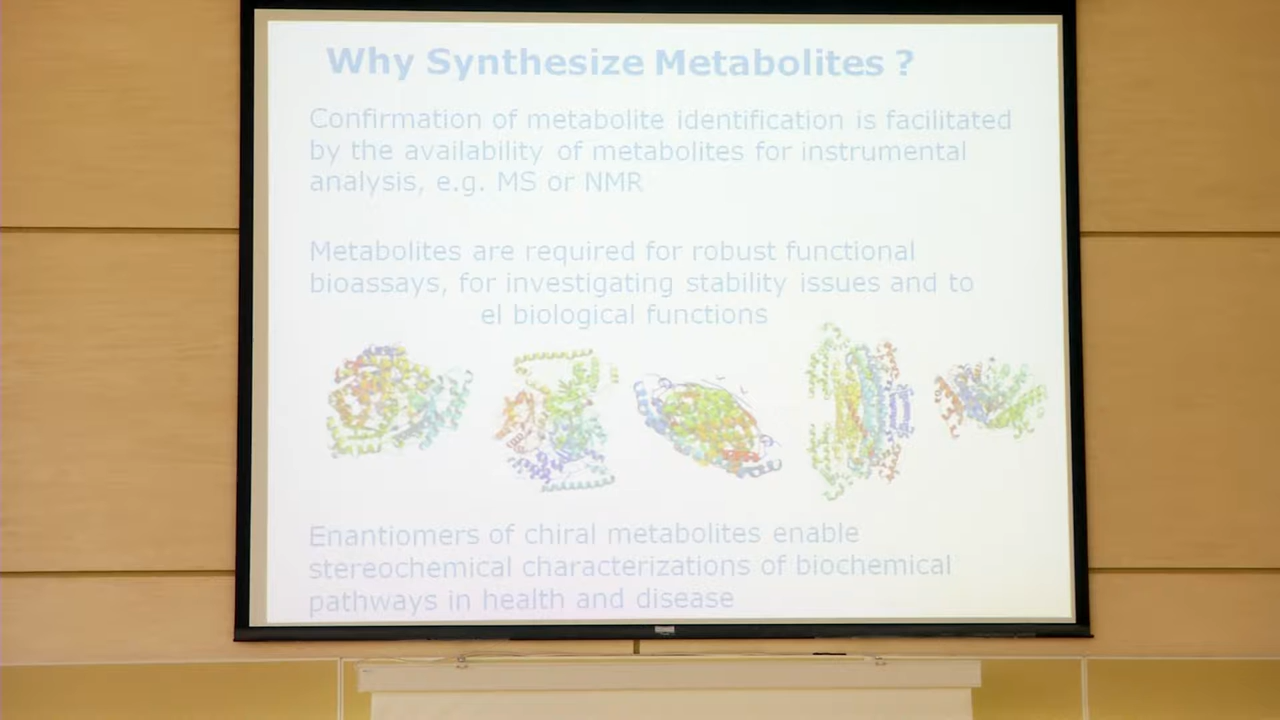 Why Synthesize Metabolites ?
Confirmation of metabolite identification is facilitated
by the availability of metabolites for instrumental
analysis, e.g. MS or NMR
Metabolites are required for robust functional
bioassays, for investigating stability issues and to
el biological functions
Enantiomers of chiral metabolites enable
stereochemical characterizations of biochemical
pathways in health and disease